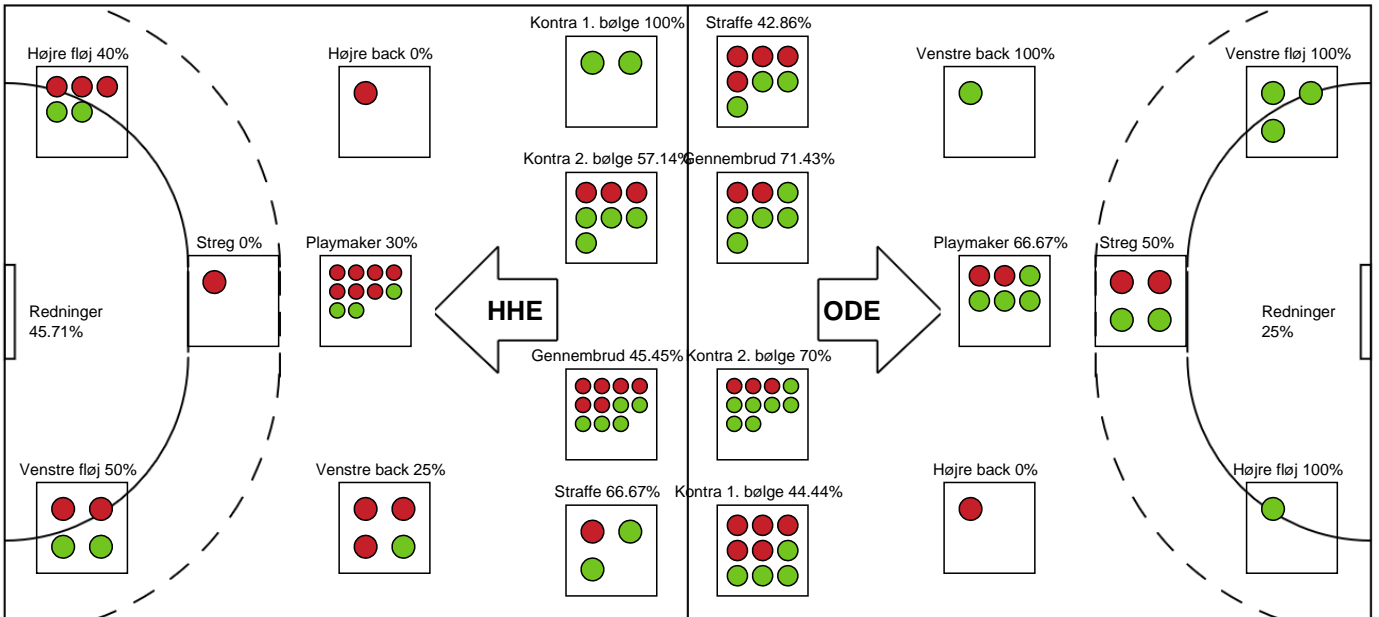 Kontra 1. bølge 100%
Straffe 42.86%
Højre fløj 40%
Højre back 0%
Venstre back 100%
Venstre fløj 100%
Kontra 2. bølge 57.14%
Gennembrud 71.43%
Streg 0%
Playmaker 30%
Playmaker 66.67%
Streg 50%
HHE
ODE
Redninger
45.71%
Redninger
25%
Gennembrud 45.45%
Kontra 2. bølge 70%
Venstre fløj 50%
Venstre back 25%
Højre back 0%
Højre fløj 100%
Straffe 66.67%
Kontra 1. bølge 44.44%